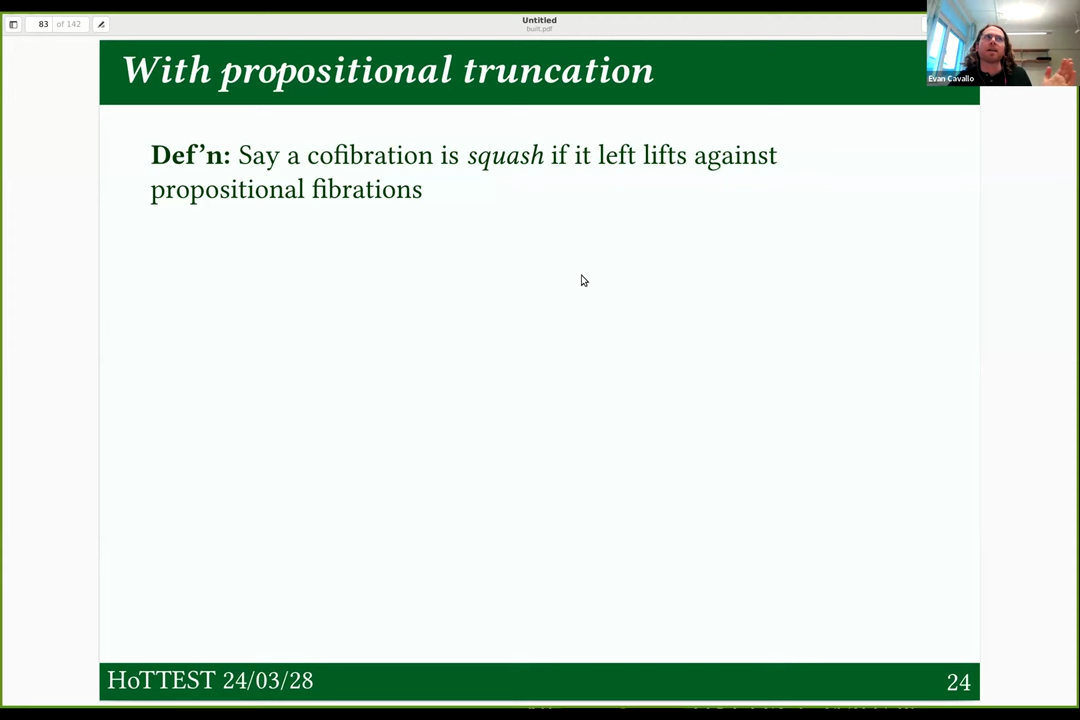 83 of 142
Untitled
built.pdf
Evan Cavallo
With propositional truncation
Def’n: Say a cofibration is squash if it left lifts against
propositional fibrations
HoTTEST 24/03/28
24